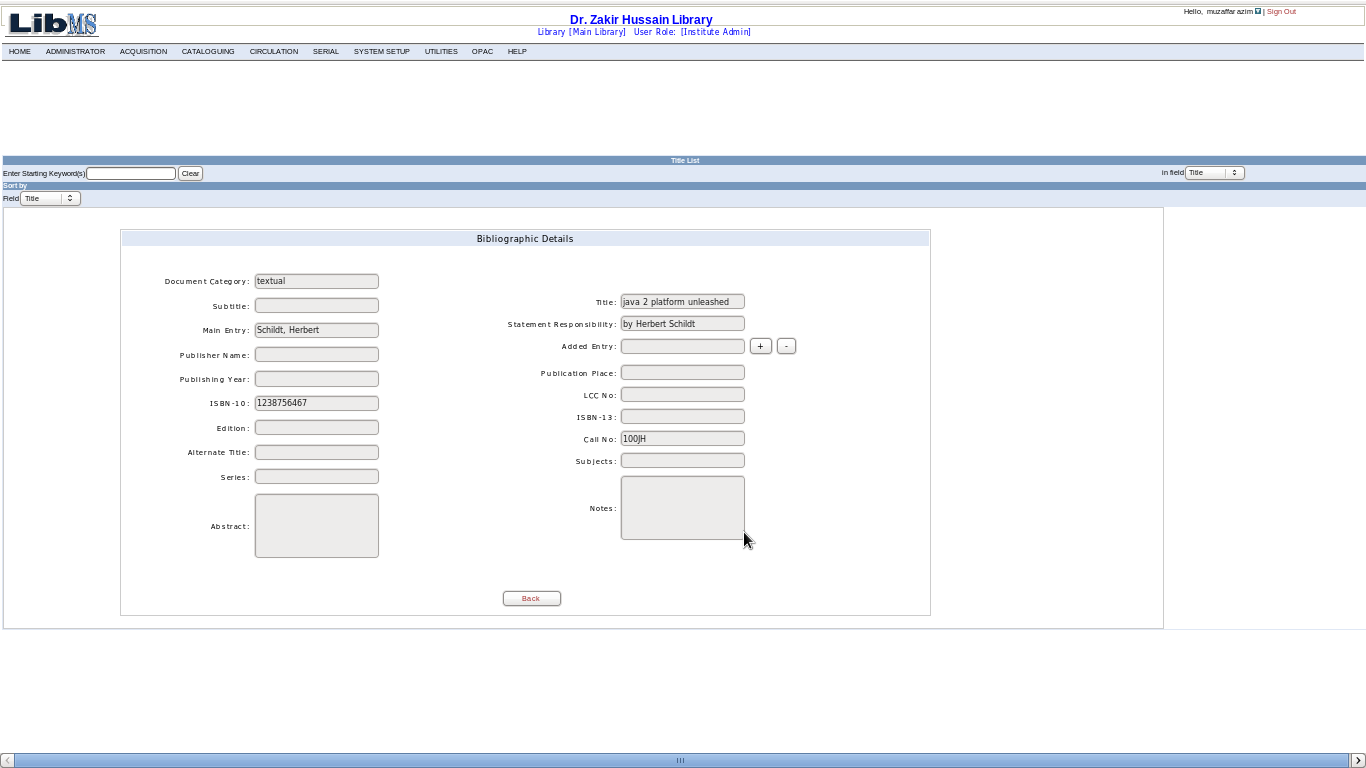 LibMS
Hello, muzaffar azim | Sign Out
Dr. Zakir Hussain Library
Library [Main Library] User Role: [Institute Admin]
HOME ADMINISTRATOR ACQUISITION CATALOGUING CIRCULATION SERIAL SYSTEM SETUP UTILITIES OPAC HELP
Title List
Enter Starting Keyword(s) Clear in field Title
Sort by
Field Title
Bibliographic Details
Document Category: textual
Title: java 2 platform unleashed
Subtitle:
Statement Responsibility: by Herbert Schildt
Main Entry: Schildt, Herbert
Added Entry: + -
Publisher Name:
Publication Place:
Publishing Year:
LCC No:
ISBN-10: 1238756467
ISBN-13:
Edition:
Call No: 100JH
Alternate Title:
Subjects:
Series:
Notes:
Abstract:
Back